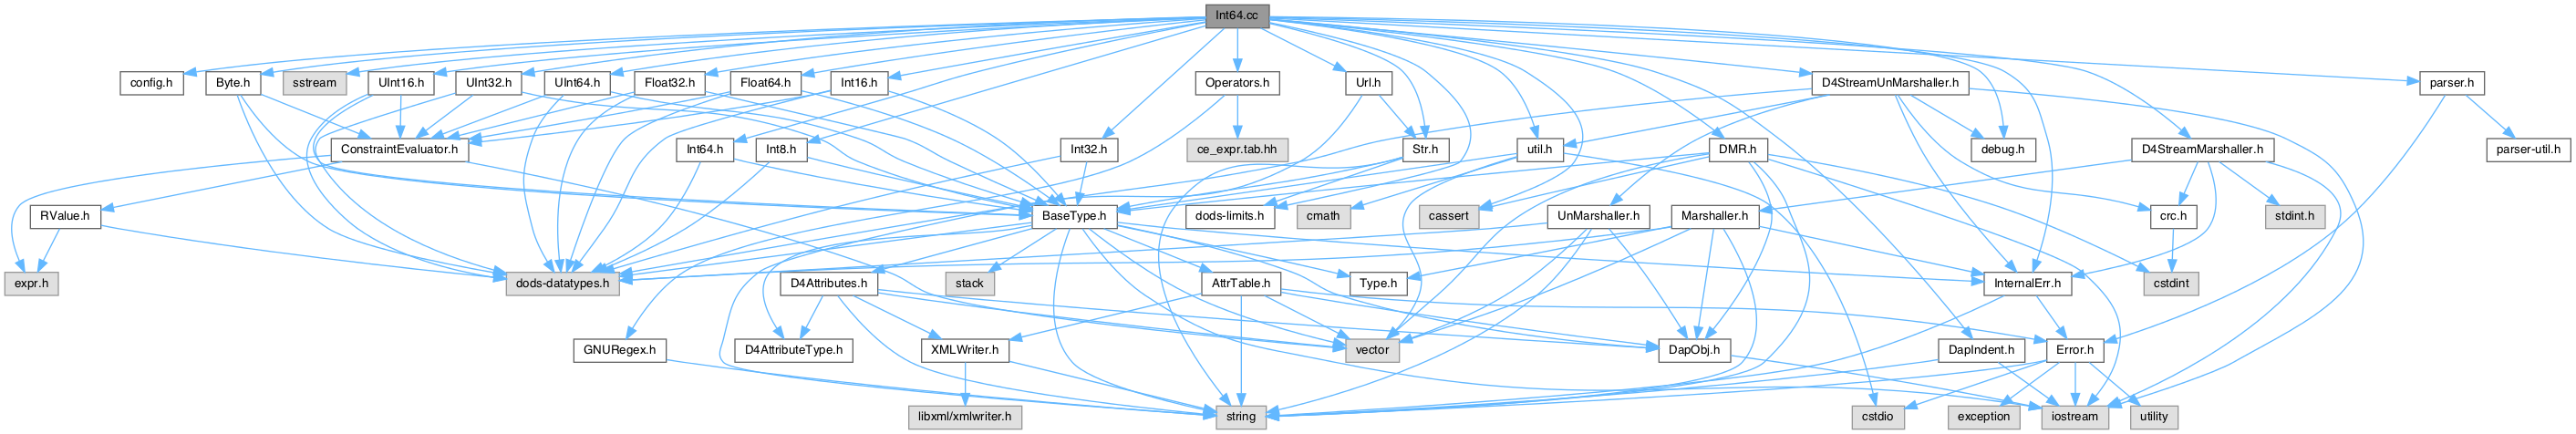 Int64.cc
config.h
Byte.h
sstream
UInt16.h
UInt32.h
UInt64.h
Float32.h
Float64.h
Int16.h
Operators.h
Url.h
D4StreamUnMarshaller.h
parser.h
ConstraintEvaluator.h
Int64.h
Int8.h
Int32.h
ce_expr.tab.hh
Str.h
util.h
DMR.h
debug.h
D4StreamMarshaller.h
parser-util.h
RValue.h
BaseType.h
dods-limits.h
cmath
cassert
UnMarshaller.h
Marshaller.h
crc.h
stdint.h
expr.h
dods-datatypes.h
D4Attributes.h
stack
AttrTable.h
Type.h
InternalErr.h
cstdint
GNURegex.h
D4AttributeType.h
XMLWriter.h
vector
DapObj.h
DapIndent.h
Error.h
libxml/xmlwriter.h
string
cstdio
exception
iostream
utility